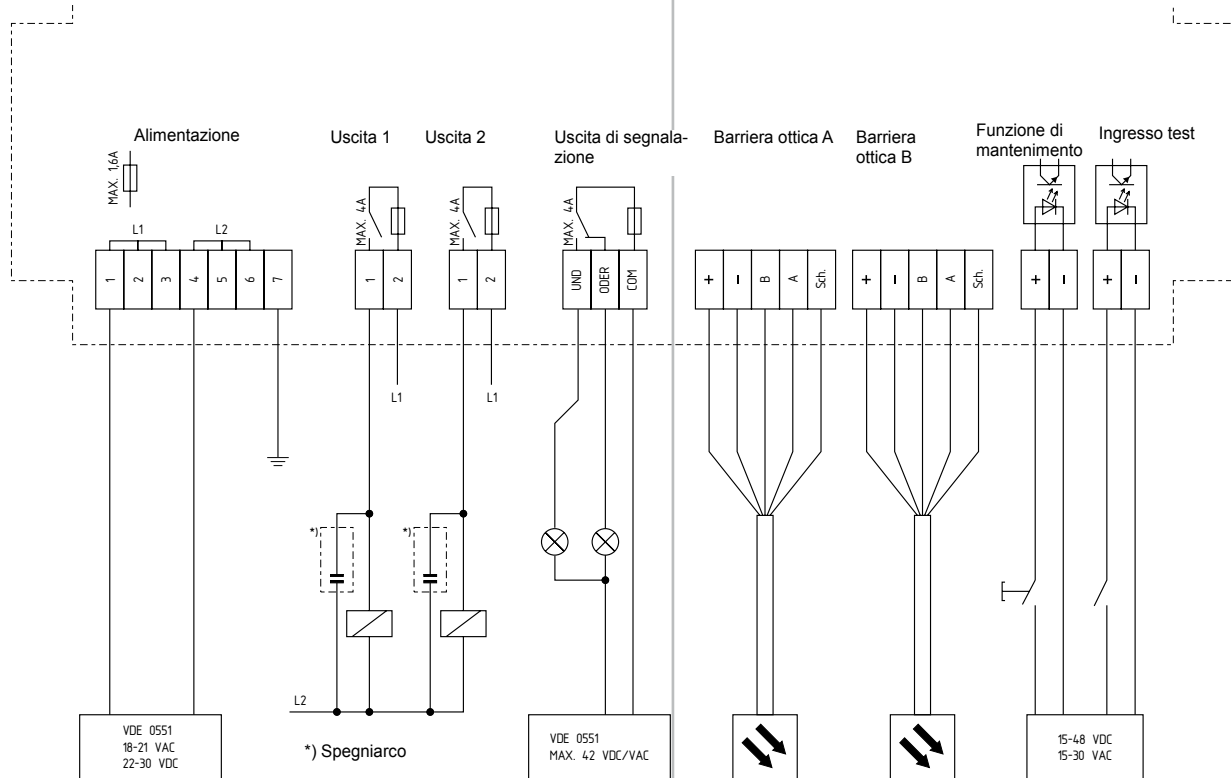 Alimentazione
Uscita 1
Uscita 2
Uscita di segnala-
zione
Barriera ottica A
Barriera
ottica B
Funzione di
mantenimento
Ingresso test
MAX. 1,6A
MAX. 4A
MAX. 4A
MAX. 4A
L1
L2
1
2
3
4
5
6
7
1
2
1
2
UND
ODER
COM
+
−
B
A
Sch.
+
−
B
A
Sch.
+
−
+
−
L1
L1
*)
*)
L2
*) Spegniarco
VDE 0551
18-21 VAC
22-30 VDC
VDE 0551
MAX. 42 VDC/VAC
15-48 VDC
15-30 VAC